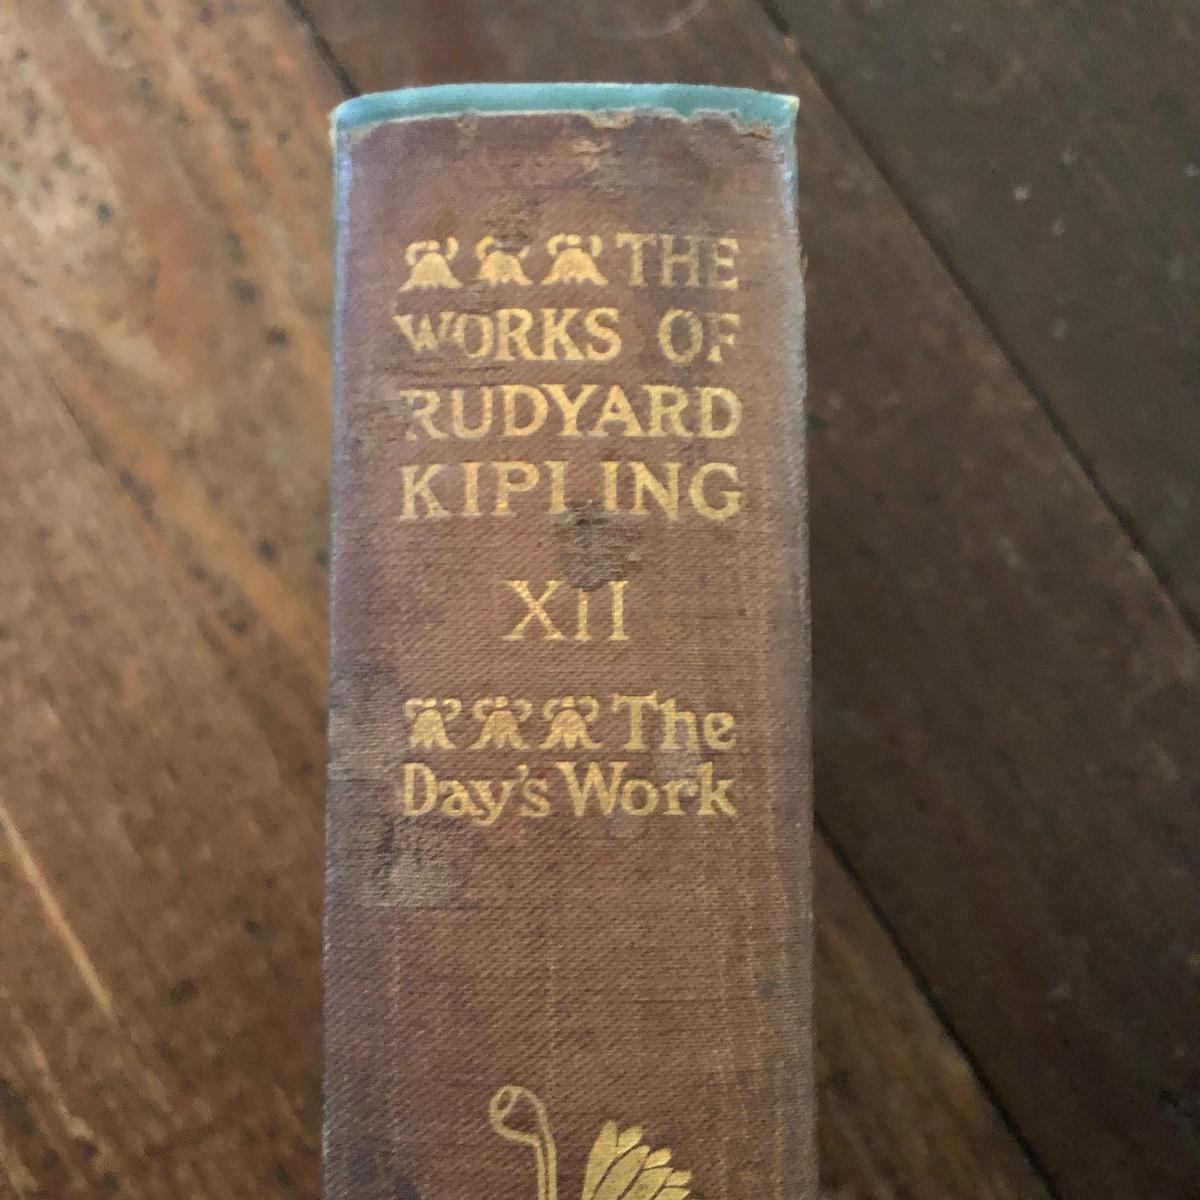 THE
WORKS OF
RUDYARD
KIPLING
XII
The
Day's Work